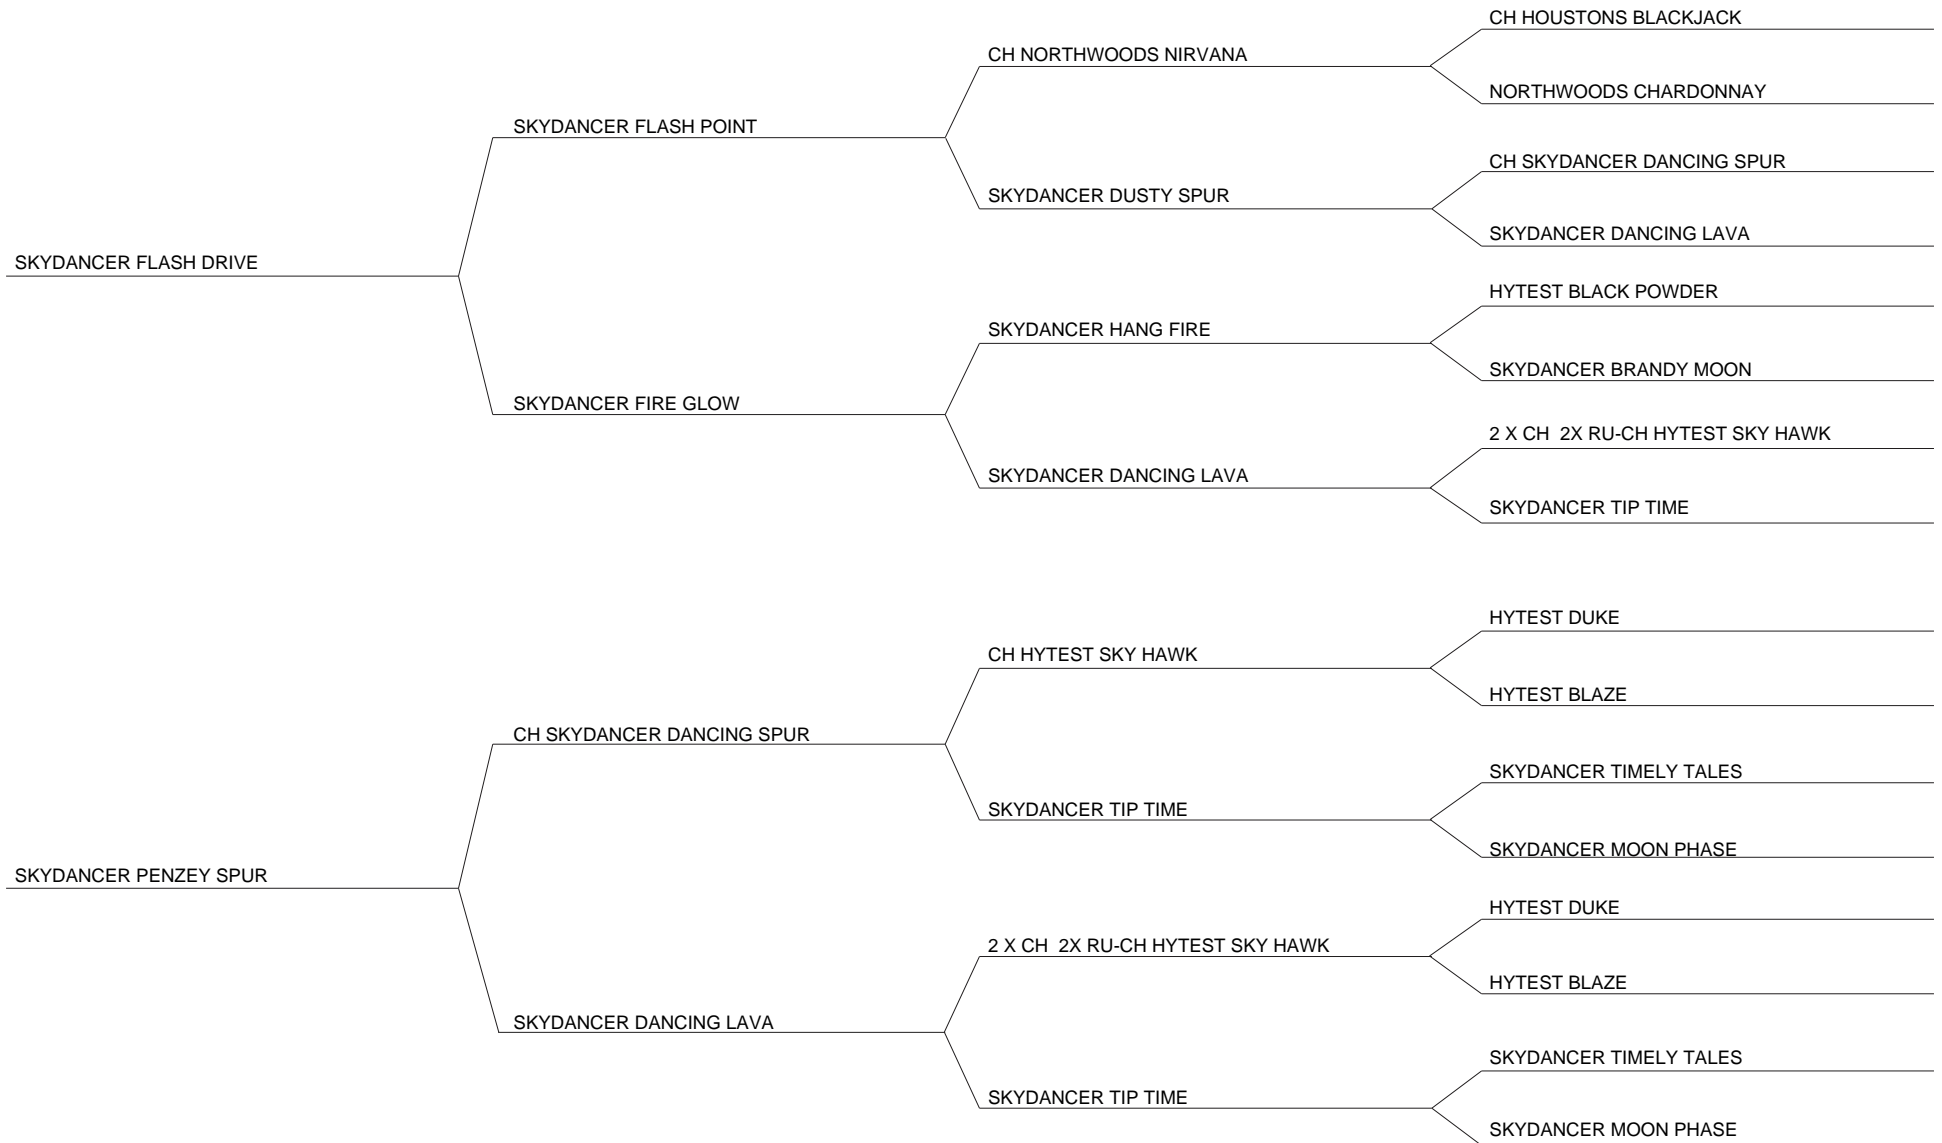 CH HOUSTONS BLACKJACK
CH NORTHWOODS NIRVANA
NORTHWOODS CHARDONNAY
SKYDANCER FLASH POINT
CH SKYDANCER DANCING SPUR
SKYDANCER DUSTY SPUR
SKYDANCER DANCING LAVA
SKYDANCER FLASH DRIVE
HYTEST BLACK POWDER
SKYDANCER HANG FIRE
SKYDANCER BRANDY MOON
SKYDANCER FIRE GLOW
2 X CH  2X RU-CH HYTEST SKY HAWK
SKYDANCER DANCING LAVA
SKYDANCER TIP TIME
HYTEST DUKE
CH HYTEST SKY HAWK
HYTEST BLAZE
CH SKYDANCER DANCING SPUR
SKYDANCER TIMELY TALES
SKYDANCER TIP TIME
SKYDANCER MOON PHASE
SKYDANCER PENZEY SPUR
HYTEST DUKE
2 X CH  2X RU-CH HYTEST SKY HAWK
HYTEST BLAZE
SKYDANCER DANCING LAVA
SKYDANCER TIMELY TALES
SKYDANCER TIP TIME
SKYDANCER MOON PHASE